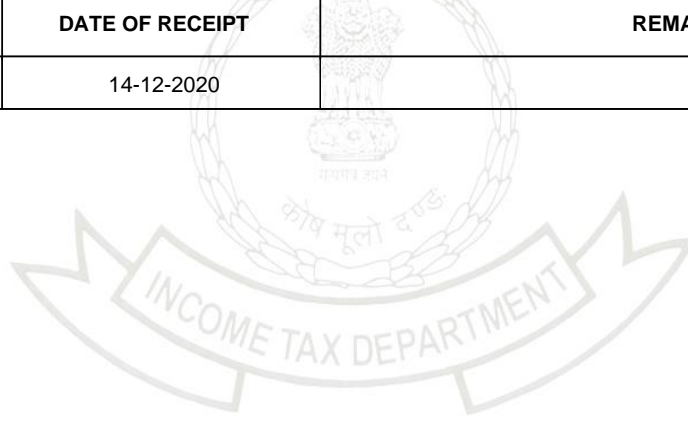 DATE OF RECEIPT REMA
14-12-2020
कोष मूलो दण्डः
INCOME TAX DEPARTMENT